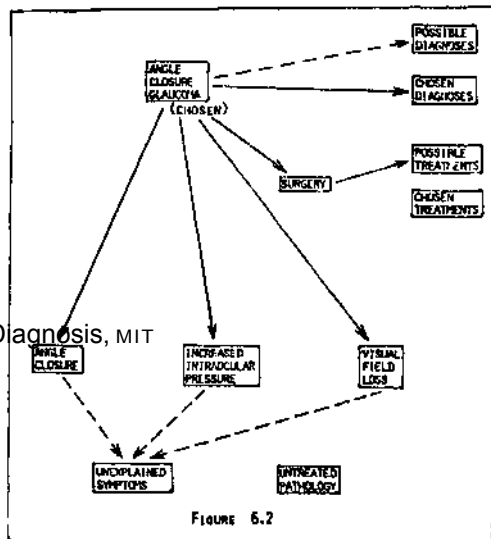 POSSIBLE
DIAGNOSES
ANGLE
CLOSURE
GLAUCOMA
(CHOSEN)
CHOSEN
DIAGNOSES
POSSIBLE
TREATMENTS
SURGERY
CHOSEN
TREATMENTS
Diagnosis, MIT
ANGLE
CLOSURE
INCREASED
INTRAOCULAR
PRESSURE
VISUAL
FIELD
LOSS
UNEXPLAINED
SYMPTOMS
UNTREATED
PATHOLOGY
FIGURE 6.2